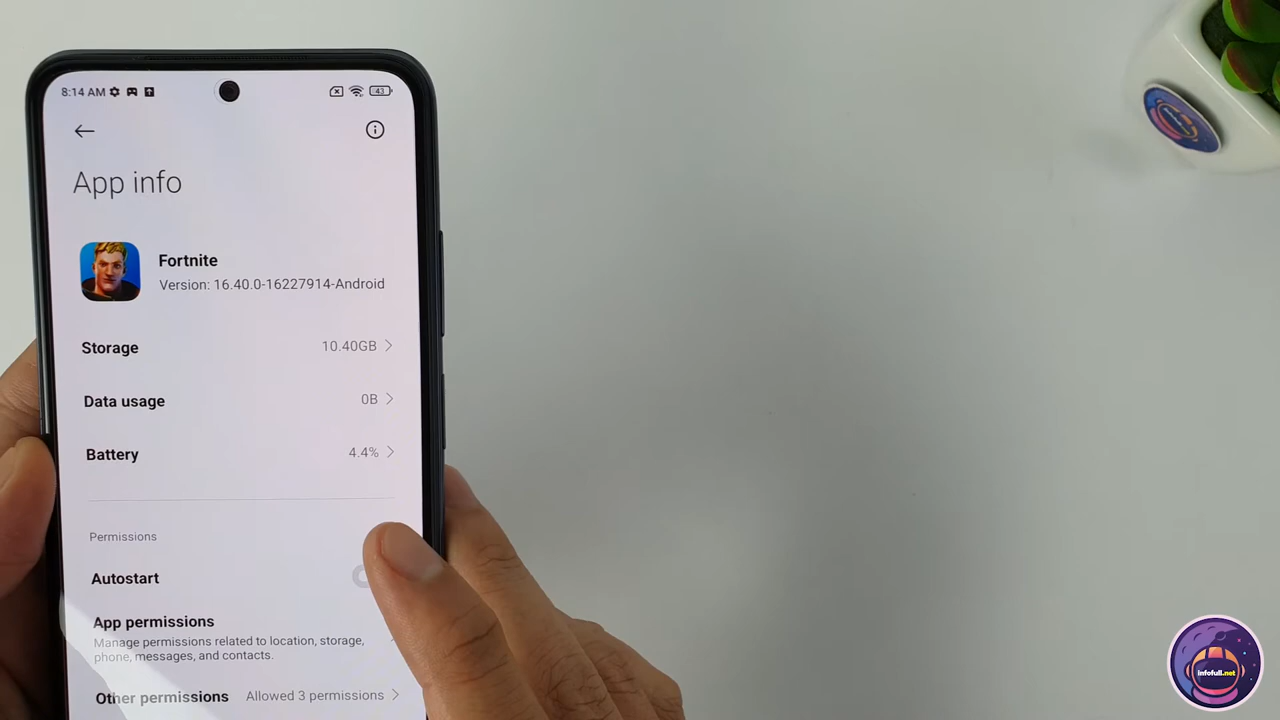 8:14 AM
43
App info
Fortnite
Version: 16.40.0-16227914-Android
Storage
10.40GB
Data usage
0B
Battery
4.4%
Permissions
Autostart
App permissions
Manage permissions related to location, storage,
phone, messages, and contacts.
Other permissions
Allowed 3 permissions
infofull.net